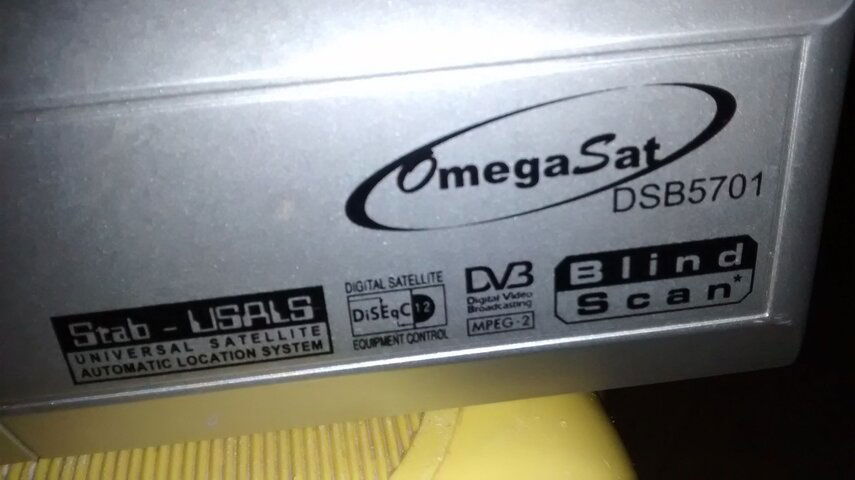 OmegaSat
DSB5701
Stab - USALS
UNIVERSAL SATELLITE
AUTOMATIC LOCATION SYSTEM
DIGITAL SATELLITE
DiSEqC 1.2
EQUIPMENT CONTROL
DVB
Digital Video
Broadcasting
MPEG-2
Blind
Scan*